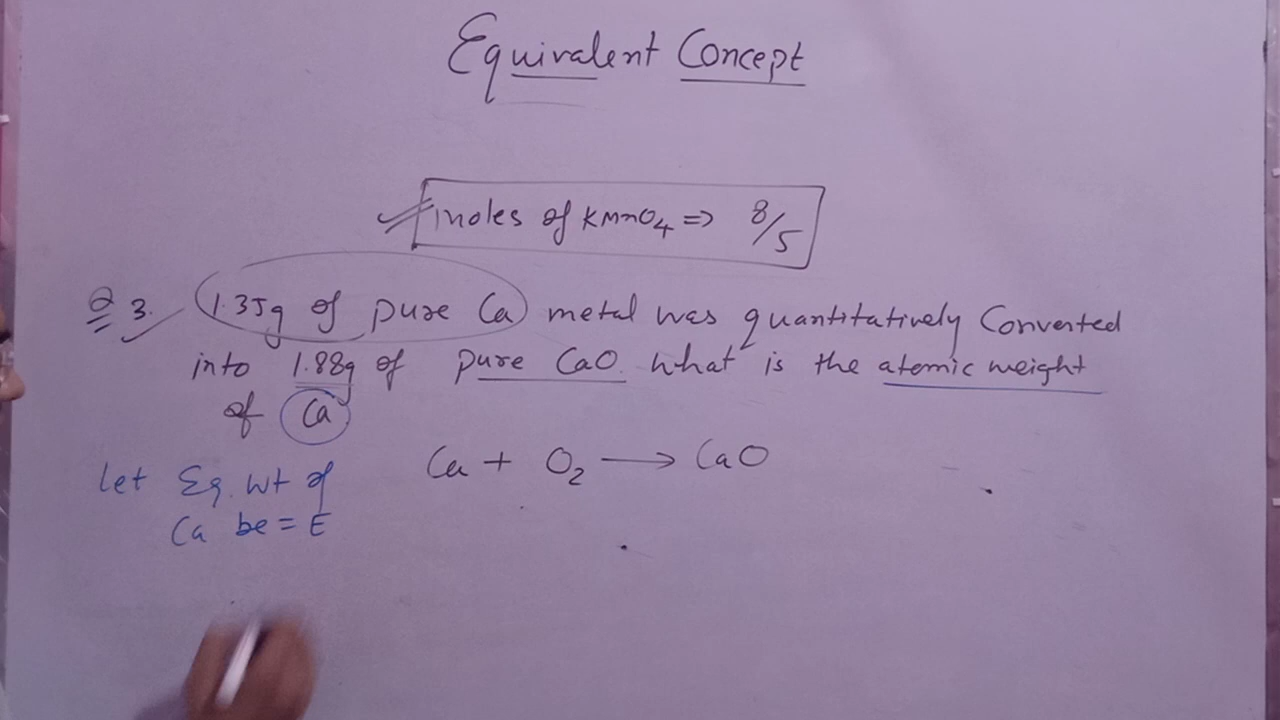 Equivalent Concept
moles of KMnO4 => 8/5
Q 3. 1.35g of pure Ca metal was quantitatively Converted
into 1.88g of pure CaO. What is the atomic weight
of Ca
Ca + O2 → CaO
let Eq. wt of
Ca be = E